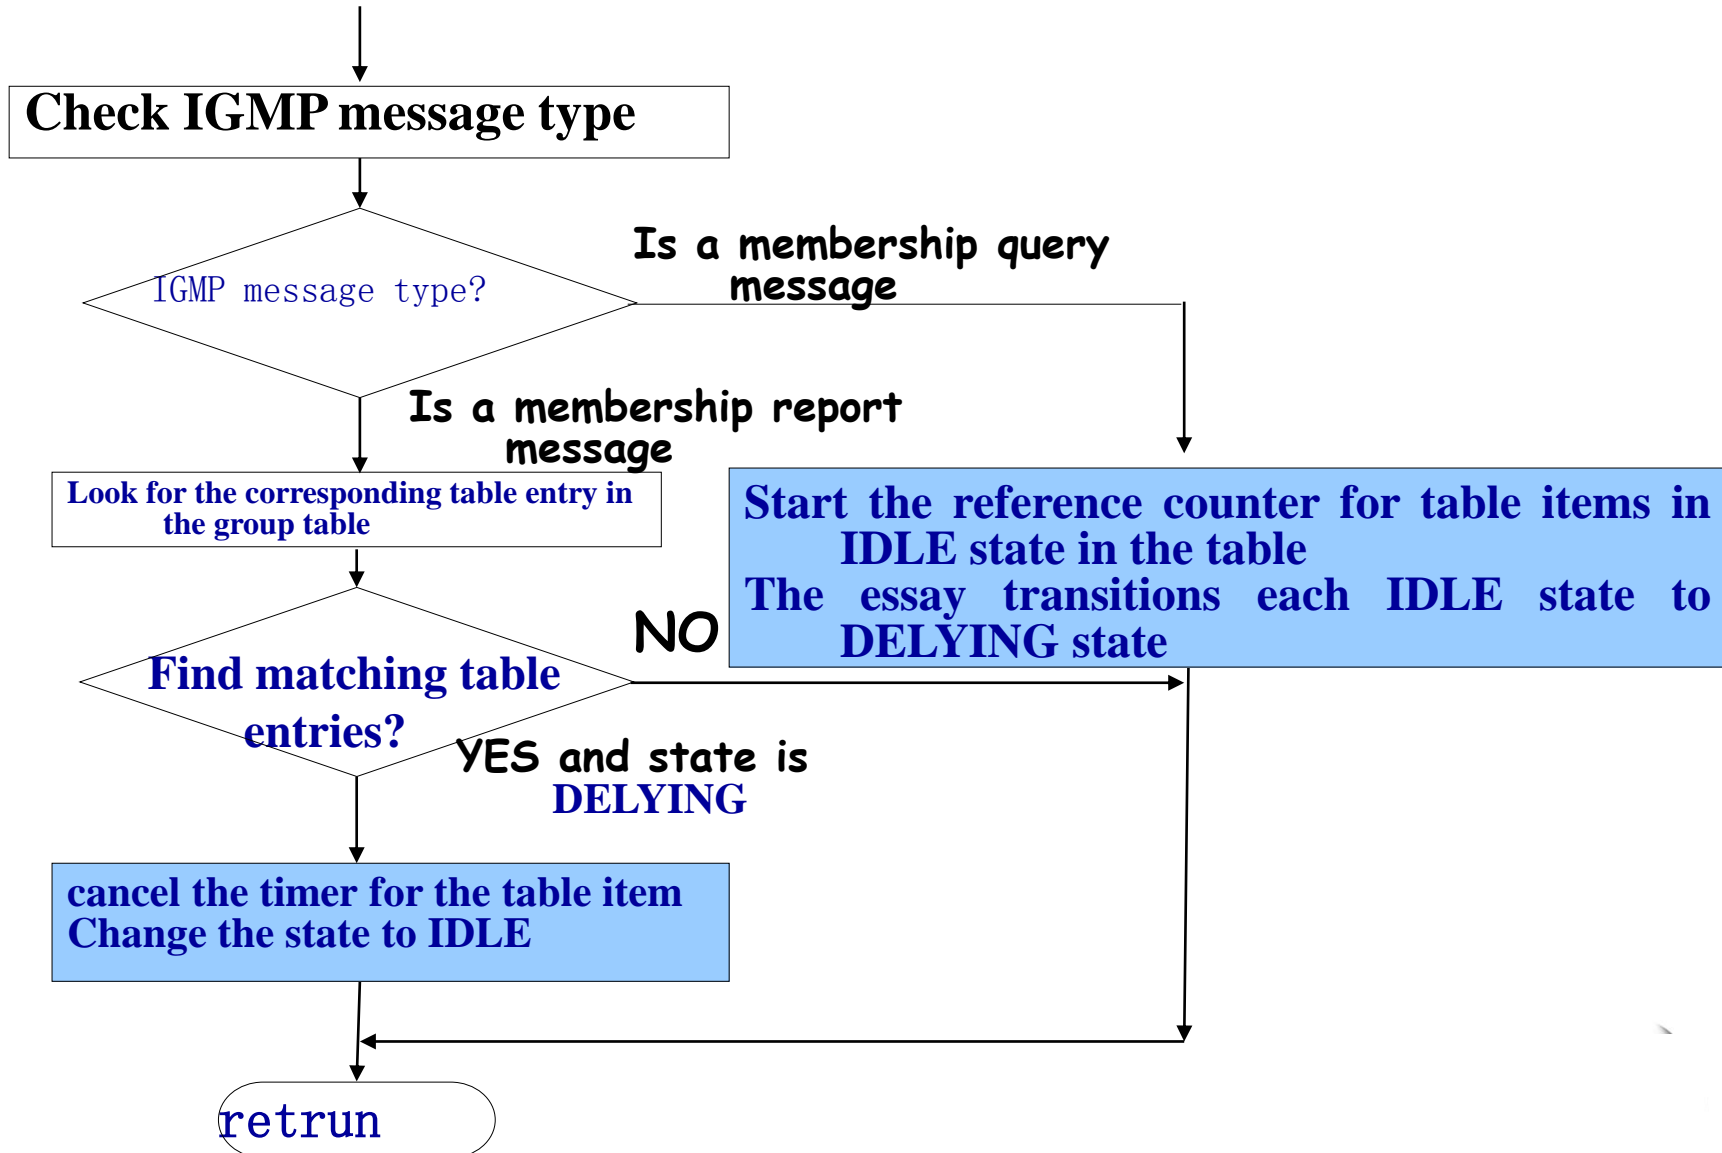 Check IGMP message type
IGMP message type?
Is a membership query
message
Is a membership report
message
Look for the corresponding table entry in
the group table
Start the reference counter for table items in
IDLE state in the table
The essay transitions each IDLE state to
DELYING state
NO
Find matching table
entries?
YES and state is
DELYING
cancel the timer for the table item
Change the state to IDLE
retrun